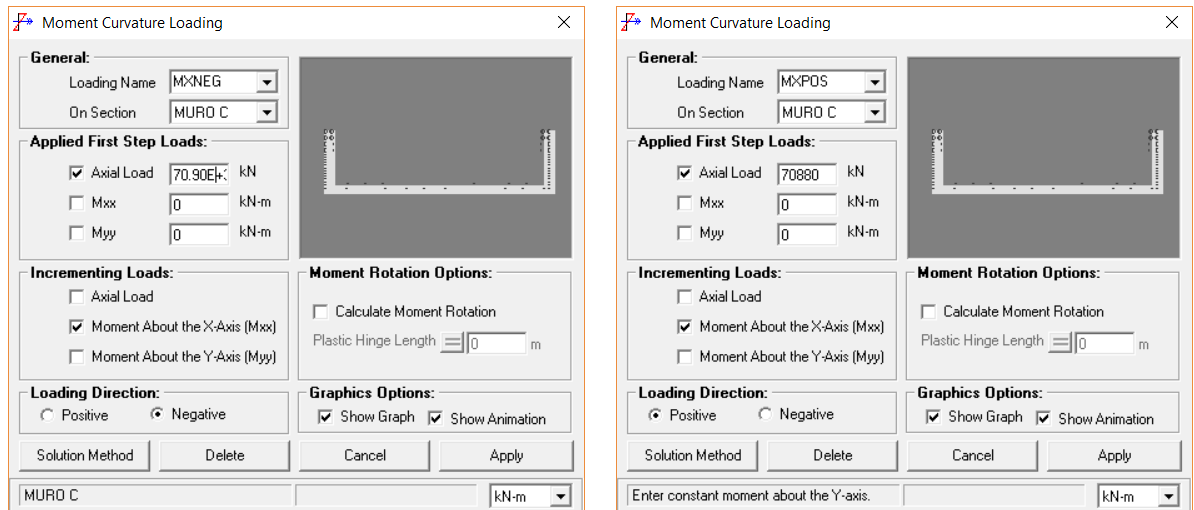 Moment Curvature Loading
General:
Loading Name MXNEG
On Section MURO C
Applied First Step Loads:
Axial Load 70.90E+ kN
Mxx 0 kN-m
Myy 0 kN-m
Incrementing Loads:
Axial Load
Moment About the X-Axis (Mxx)
Moment About the Y-Axis (Myy)
Moment Rotation Options:
Calculate Moment Rotation
Plastic Hinge Length = 0 m
Loading Direction:
Positive Negative
Graphics Options:
Show Graph Show Animation
Solution Method Delete Cancel Apply
MURO C kN-m
Moment Curvature Loading
General:
Loading Name MXPOS
On Section MURO C
Applied First Step Loads:
Axial Load 70880 kN
Mxx 0 kN-m
Myy 0 kN-m
Incrementing Loads:
Axial Load
Moment About the X-Axis (Mxx)
Moment About the Y-Axis (Myy)
Moment Rotation Options:
Calculate Moment Rotation
Plastic Hinge Length = 0 m
Loading Direction:
Positive Negative
Graphics Options:
Show Graph Show Animation
Solution Method Delete Cancel Apply
Enter constant moment about the Y-axis. kN-m